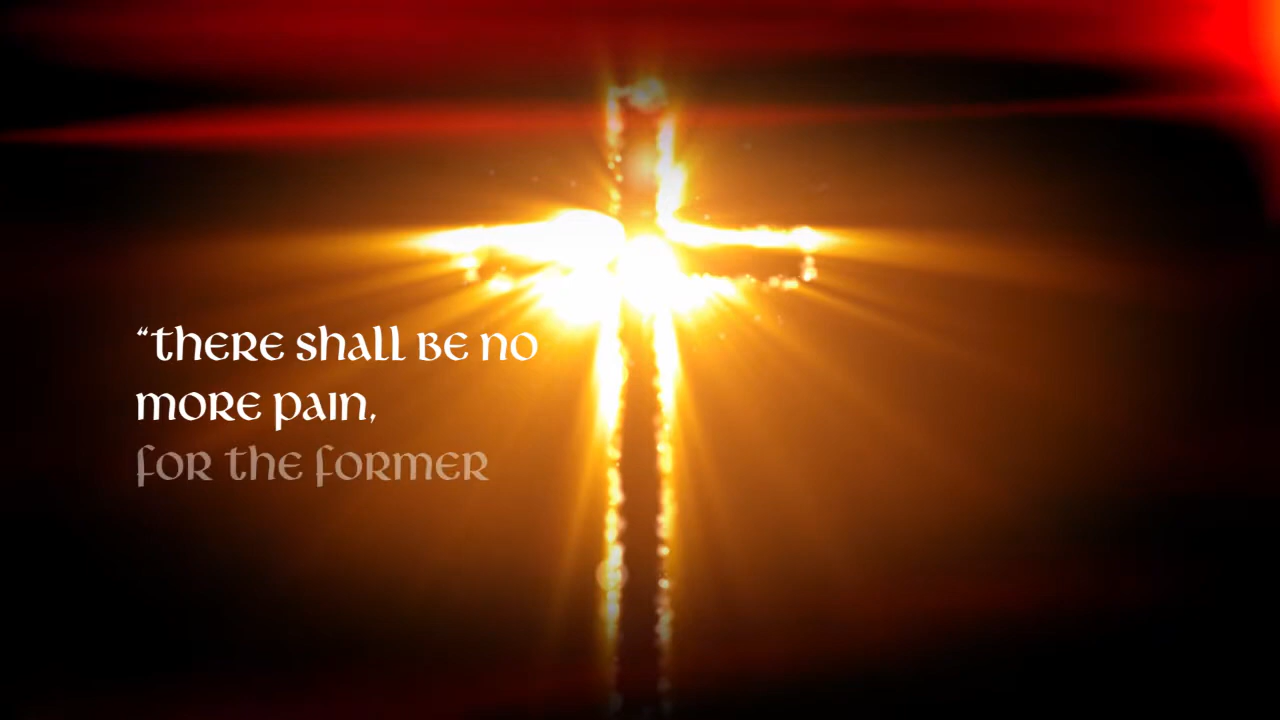 “There shall be no
more pain,
for the former